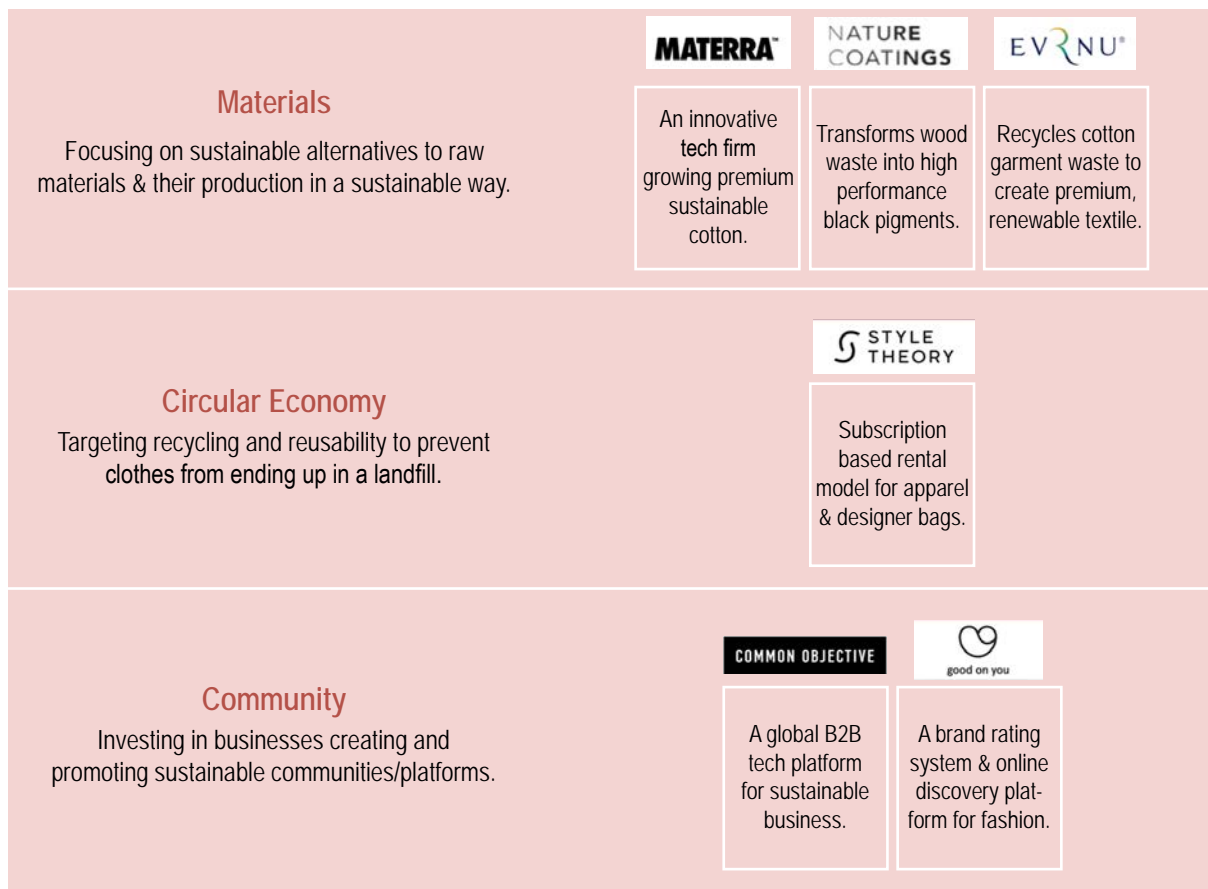 Materials
Focusing on sustainable alternatives to raw
materials & their production in a sustainable way.
MATERRA™
An innovative
tech firm
growing premium
sustainable
cotton.
NATURE
COATINGS
Transforms wood
waste into high
performance
black pigments.
EVRNU®
Recycles cotton
garment waste to
create premium,
renewable textile.
Circular Economy
Targeting recycling and reusability to prevent
clothes from ending up in a landfill.
STYLE
THEORY
Subscription
based rental
model for apparel
& designer bags.
Community
Investing in businesses creating and
promoting sustainable communities/platforms.
COMMON OBJECTIVE
A global B2B
tech platform
for sustainable
business.
good on you
A brand rating
system & online
discovery plat-
form for fashion.